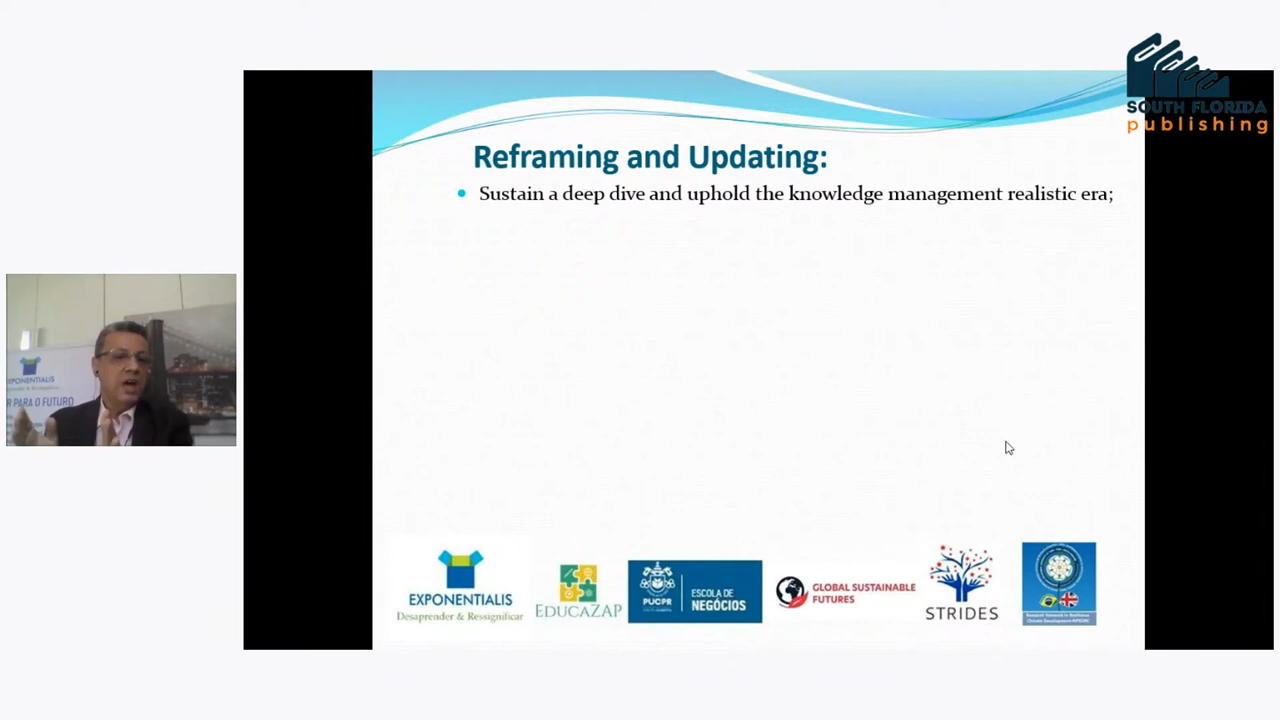 SOUTH FLORIDA
publishing
Reframing and Updating:
Sustain a deep dive and uphold the knowledge management realistic era;
EXPONENTIALIS
R PARA O FUTURO
EXPONENTIALIS
Desaprender & Ressignificar
EDUCAZAP
PUCPR
ESCOLA DE
NEGÓCIOS
GLOBAL SUSTAINABLE
FUTURES
STRIDES